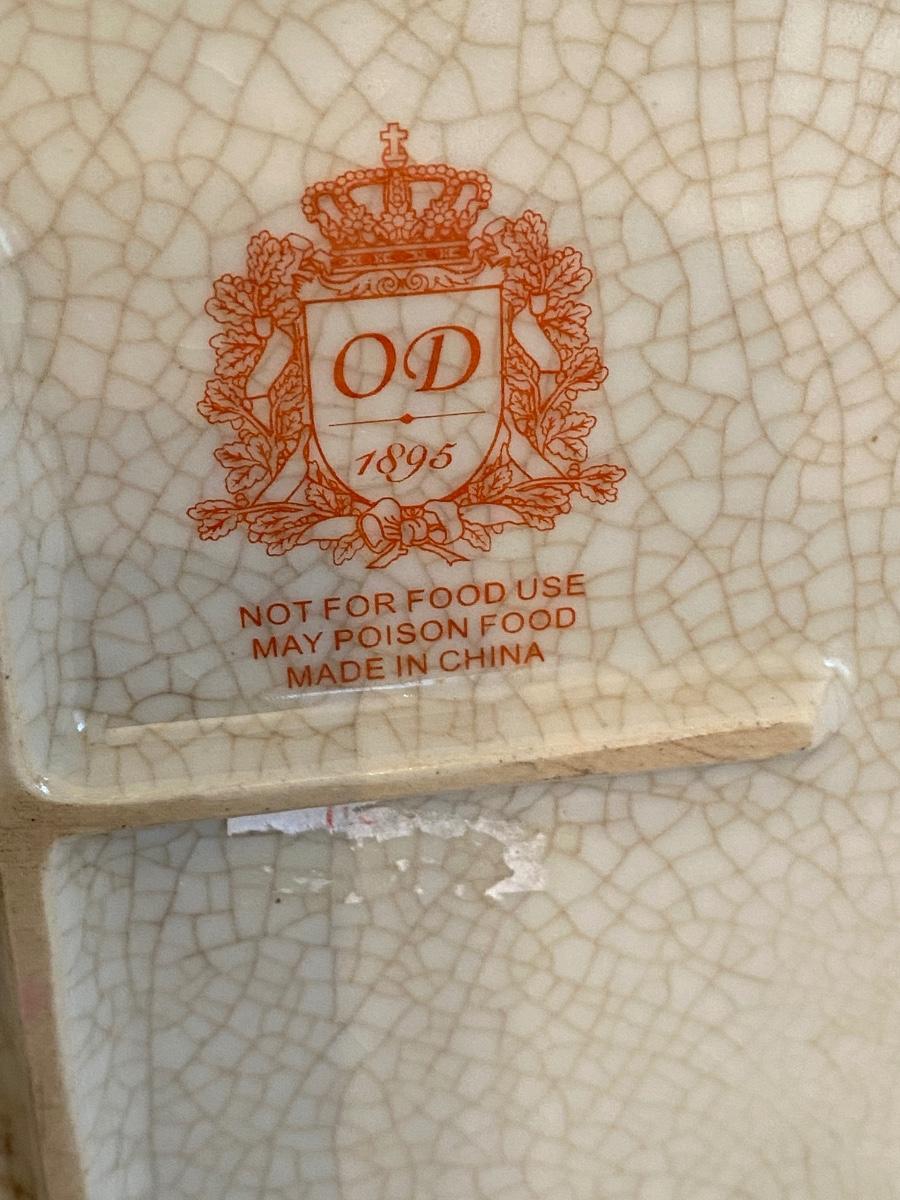 OD
1895
NOT FOR FOOD USE
MAY POISON FOOD
MADE IN CHINA